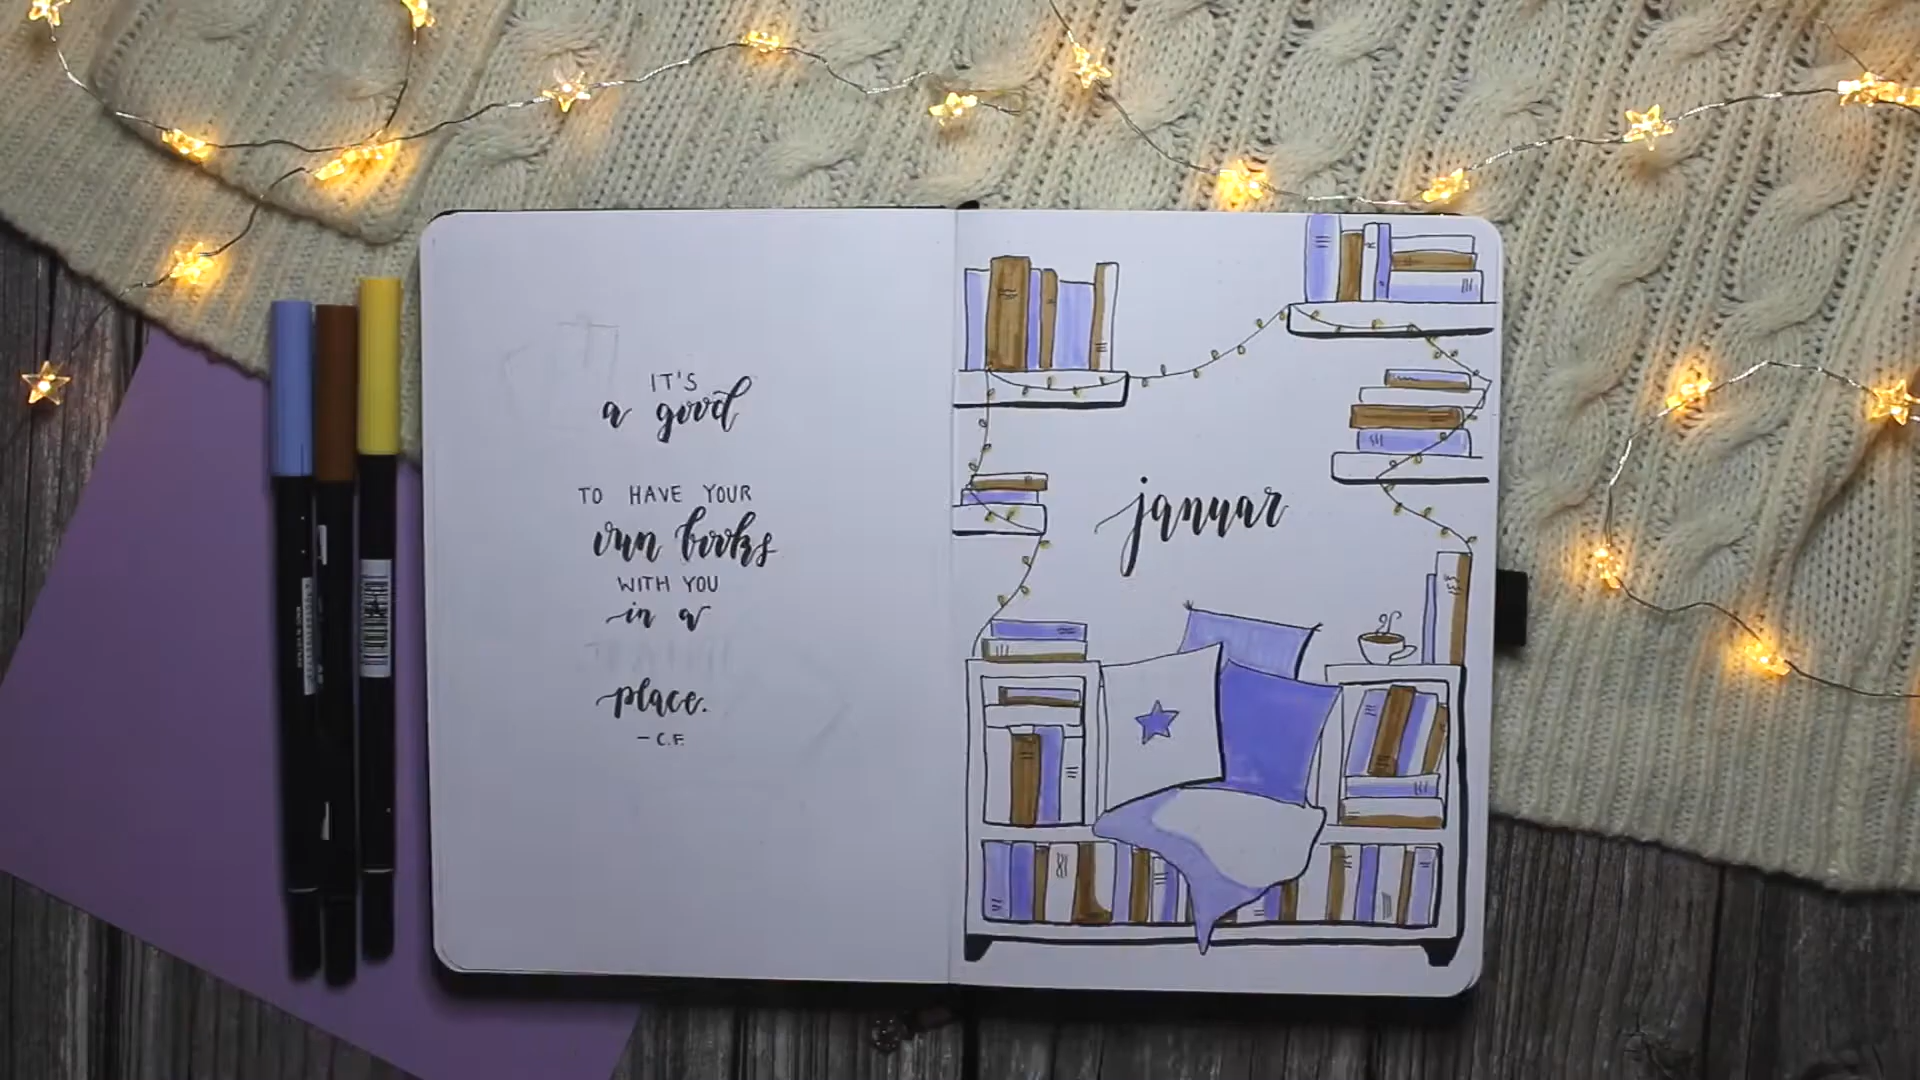 IT'S
a good
TO HAVE YOUR
own books
WITH YOU
in a
place.
- C.F.
januar